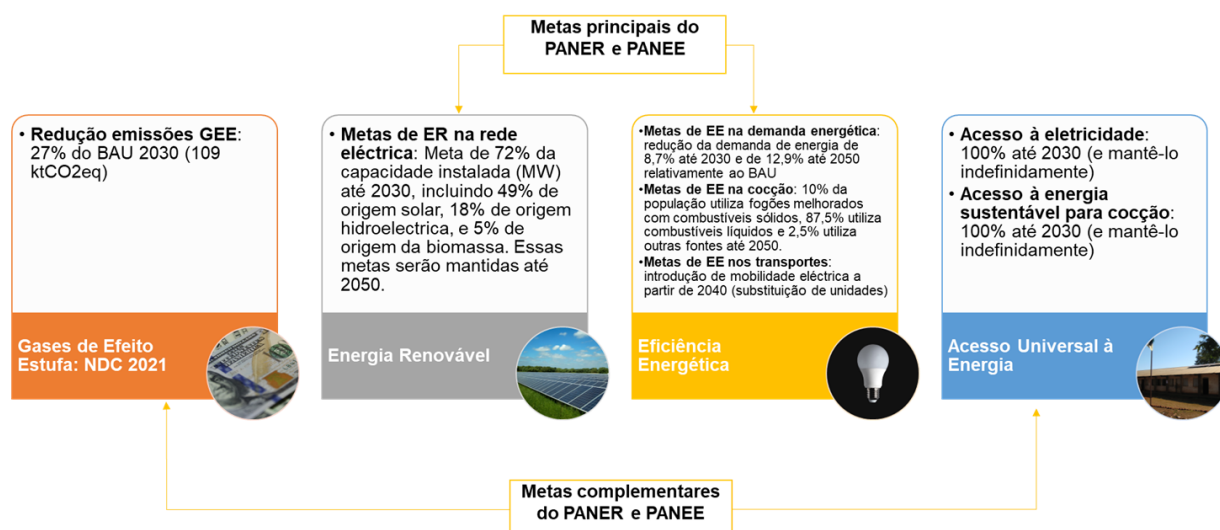 Metas principais do
PANER e PANEE
• Redução emissões GEE:
27% do BAU 2030 (109
ktCO2eq)
Gases de Efeito
Estufa: NDC 2021
• Metas de ER na rede
eléctrica: Meta de 72% da
capacidade instalada (MW)
até 2030, incluindo 49% de
origem solar, 18% de origem
hidroelectrica, e 5% de
origem da biomassa. Essas
metas serão mantidas até
2050.
Energia Renovável
•Metas de EE na demanda energética:
redução da demanda de energia de
8,7% até 2030 e de 12,9% até 2050
relativamente ao BAU
•Metas de EE na cocção: 10% da
população utiliza fogões melhorados
com combustíveis sólidos, 87,5% utiliza
combustíveis líquidos e 2,5% utiliza
outras fontes até 2050.
•Metas de EE nos transportes:
introdução de mobilidade eléctrica a
partir de 2040 (substituição de unidades)
Eficiência
Energética
• Acesso à eletricidade:
100% até 2030 (e mantê-lo
indefinidamente)
• Acesso à energia
sustentável para cocção:
100% até 2030 (e mantê-lo
indefinidamente)
Acesso Universal à
Energia
Metas complementares
do PANER e PANEE